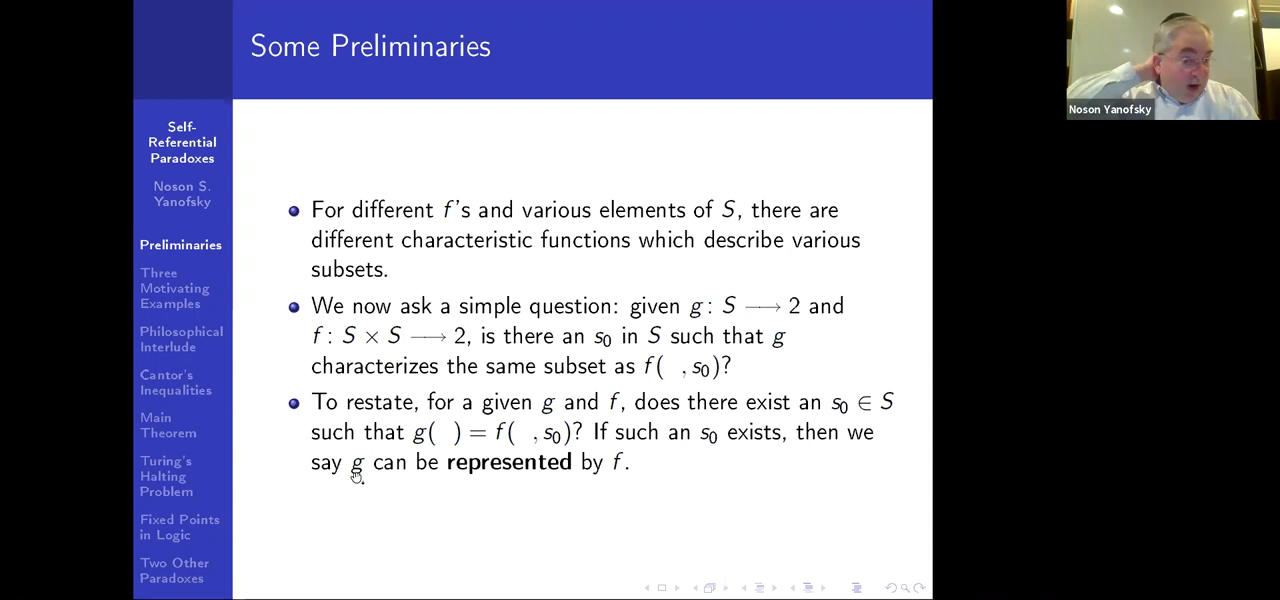 Some Preliminaries
Noson Yanofsky
Self-
Referential
Paradoxes
Noson S.
Yanofsky
Preliminaries
Three
Motivating
Examples
Philosophical
Interlude
Cantor's
Inequalities
Main
Theorem
Turing's
Halting
Problem
Fixed Points
in Logic
Two Other
Paradoxes
For different f's and various elements of S, there are
different characteristic functions which describe various
subsets.
We now ask a simple question: given g: S ⟶ 2 and
f: S × S ⟶ 2, is there an s₀ in S such that g
characterizes the same subset as f(  , s₀)?
To restate, for a given g and f, does there exist an s₀ ∈ S
such that g(  ) = f(  , s₀)? If such an s₀ exists, then we
say g can be represented by f.